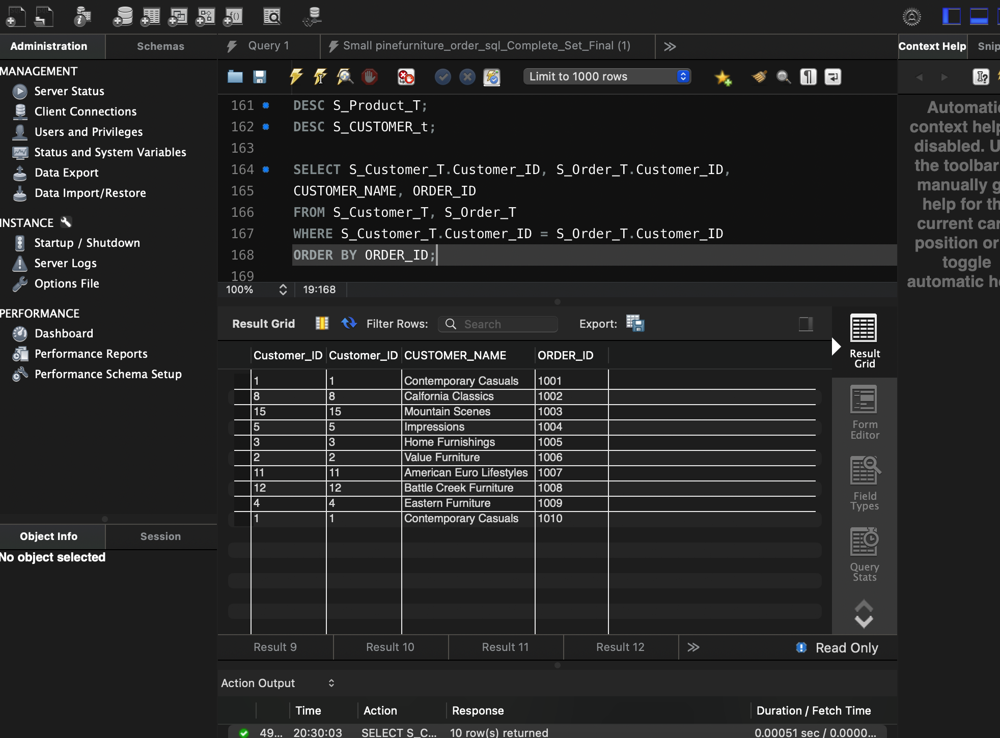 Administration
Schemas
Query 1
Small pinefurniture_order_sql_Complete_Set_Final (1)
Context Help
MANAGEMENT
Server Status
Client Connections
Users and Privileges
Status and System Variables
Data Export
Data Import/Restore
INSTANCE
Startup / Shutdown
Server Logs
Options File
PERFORMANCE
Dashboard
Performance Reports
Performance Schema Setup
Object Info
Session
No object selected
Limit to 1000 rows
161 DESC S_Product_T;
162 DESC S_CUSTOMER_t;
163
164 SELECT S_Customer_T.Customer_ID, S_Order_T.Customer_ID,
165 CUSTOMER_NAME, ORDER_ID
166 FROM S_Customer_T, S_Order_T
167 WHERE S_Customer_T.Customer_ID = S_Order_T.Customer_ID
168 ORDER BY ORDER_ID;
169
100% 19:168
Result Grid Filter Rows: Search Export:
Customer_ID Customer_ID CUSTOMER_NAME ORDER_ID
1 1 Contemporary Casuals 1001
8 8 Calfornia Classics 1002
15 15 Mountain Scenes 1003
5 5 Impressions 1004
3 3 Home Furnishings 1005
2 2 Value Furniture 1006
11 11 American Euro Lifestyles 1007
12 12 Battle Creek Furniture 1008
4 4 Eastern Furniture 1009
1 1 Contemporary Casuals 1010
Result
Grid
Form
Editor
Field
Types
Query
Stats
Result 9 Result 10 Result 11 Result 12 Read Only
Action Output
Time Action Response Duration / Fetch Time
49... 20:30:03 SELECT S_C... 10 row(s) returned 0.00051 sec / 0.0000...
context
disabled.
the toolbar
manually
help for
current
position or
toggle
automatic